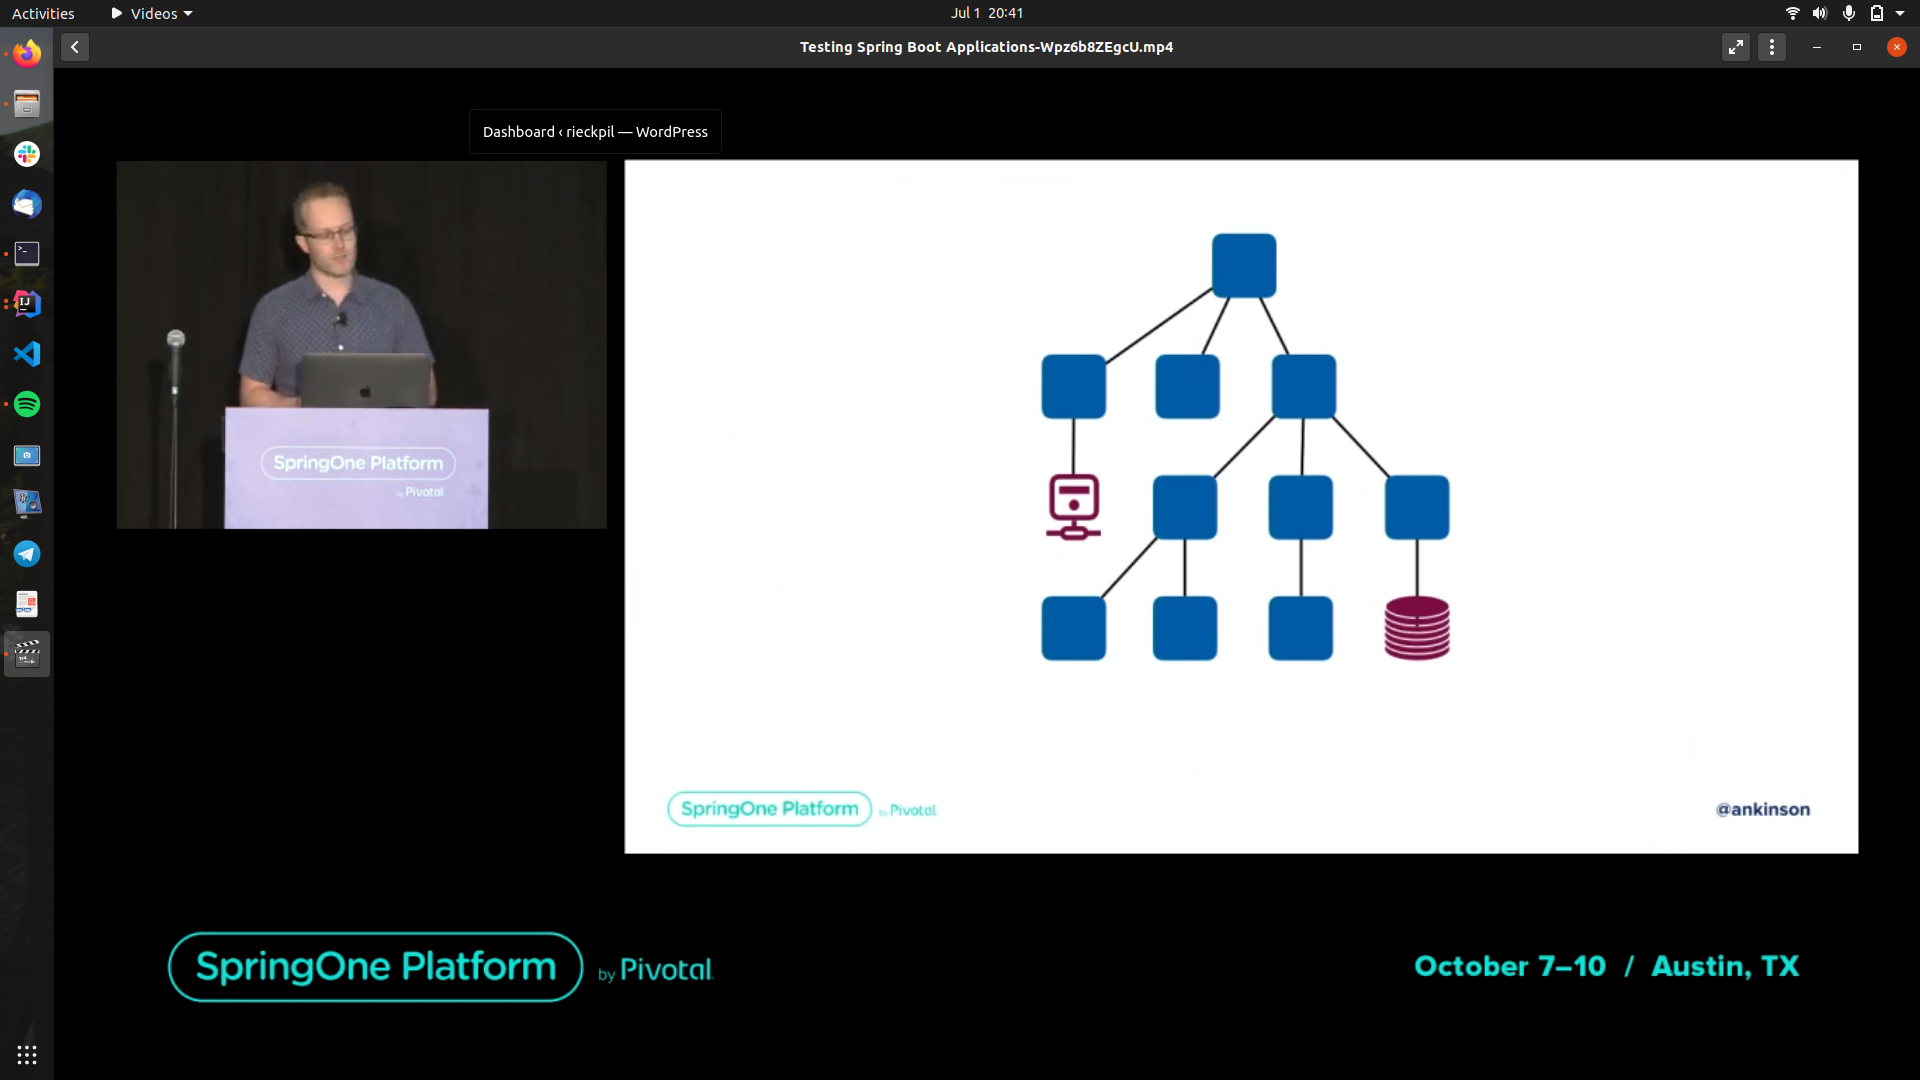 Activities
Videos
Jul 1 20:41
Testing Spring Boot Applications-Wpz6b8ZEgcU.mp4
Dashboard ‹ rieckpil — WordPress
SpringOne Platform
by Pivotal
SpringOne Platform
by Pivotal
@ankinson
SpringOne Platform
by Pivotal
October 7–10 / Austin, TX